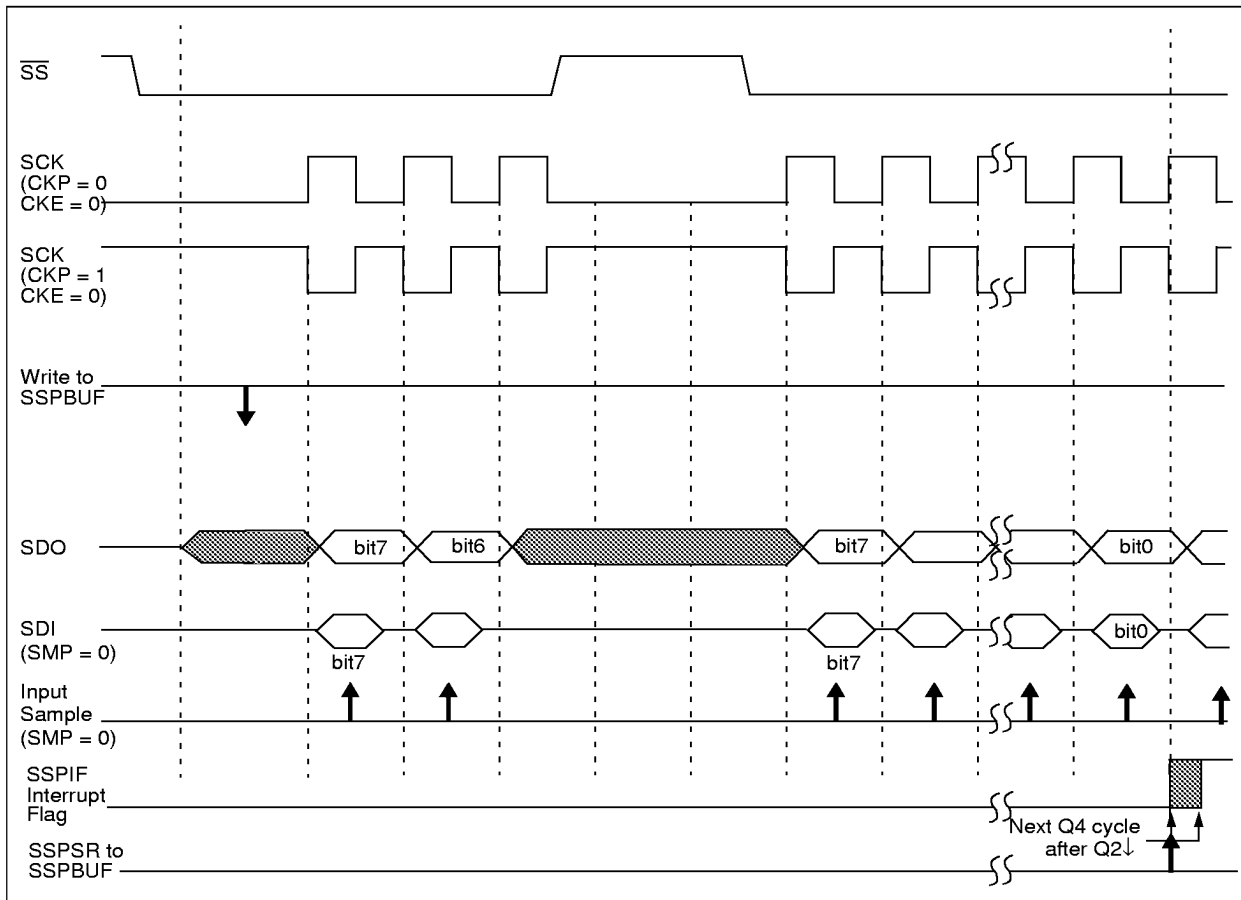 SS
SCK
(CKP = 0
CKE = 0)
SCK
(CKP = 1
CKE = 0)
Write to
SSPBUF
SDO
bit7
bit6
bit7
bit0
SDI
(SMP = 0)
bit7
bit7
bit0
Input
Sample
(SMP = 0)
SSPIF
Interrupt
Flag
Next Q4 cycle
after Q2↓
SSPSR to
SSPBUF